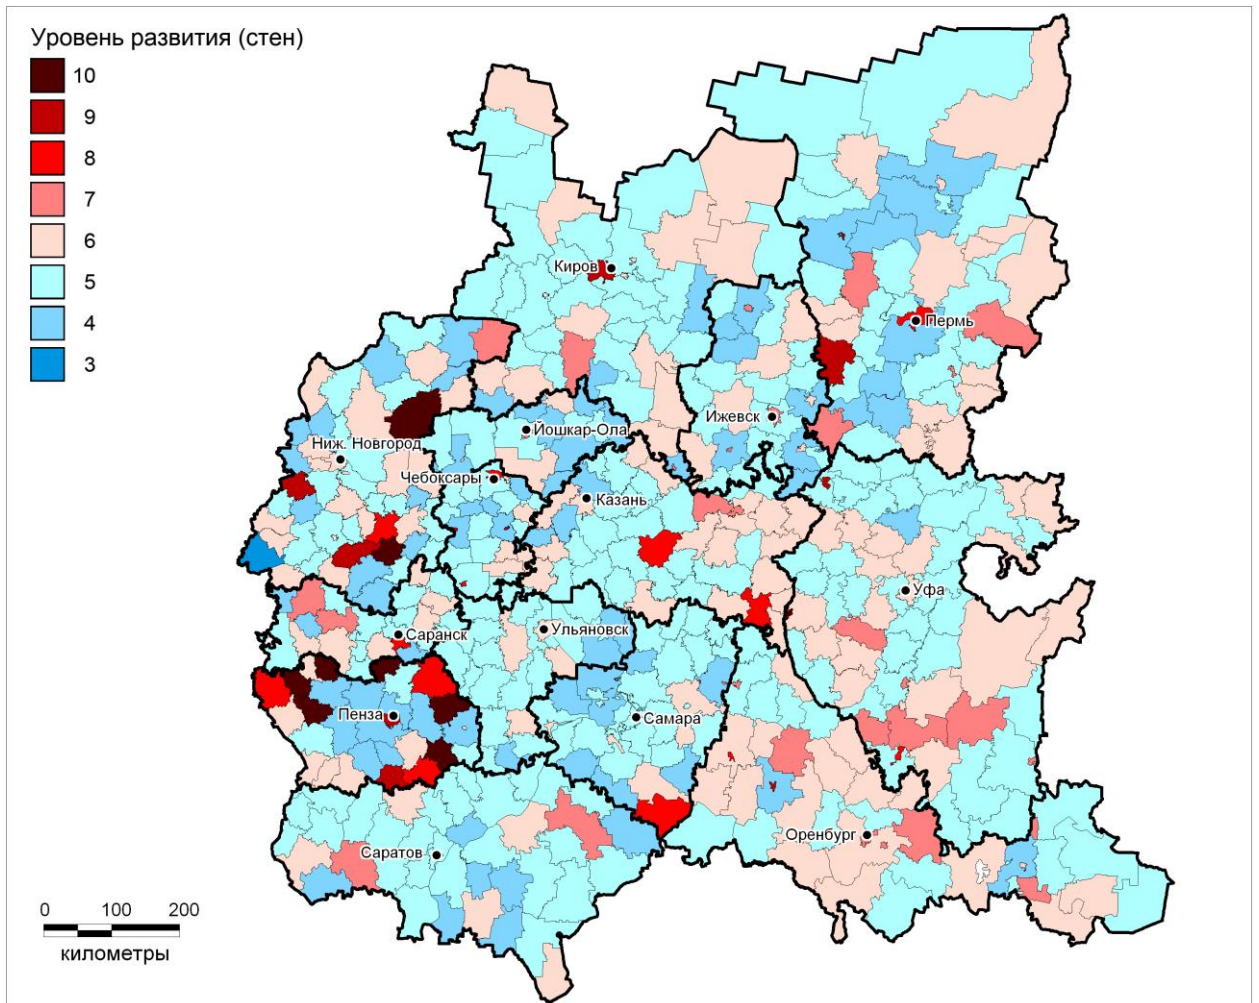 Уровень развития (стен)
10
9
8
7
6
5
4
3
Киров
Пермь
Ижевск
Йошкар-Ола
Ниж. Новгород
Чебоксары
Казань
Уфа
Ульяновск
Саранск
Пенза
Самара
Оренбург
Саратов
0 100 200
километры